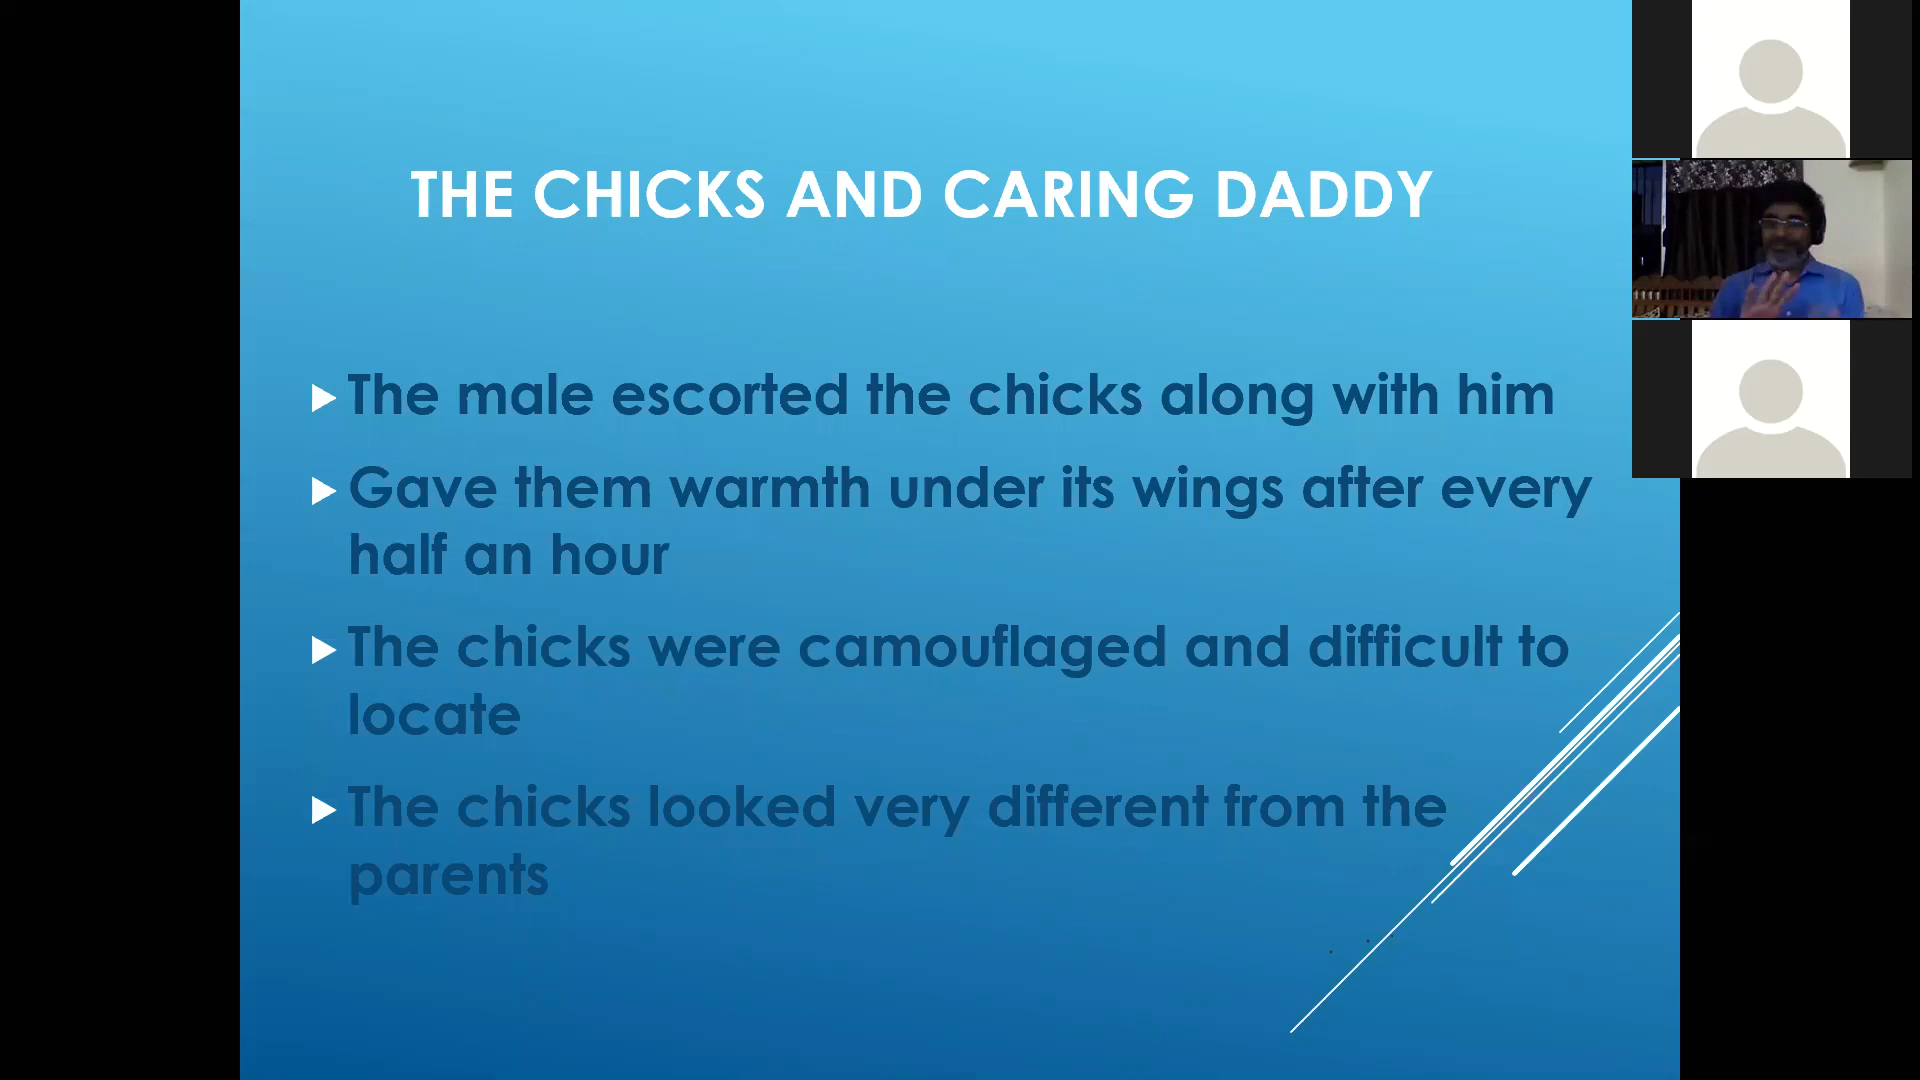 THE CHICKS AND CARING DADDY
The male escorted the chicks along with him
Gave them warmth under its wings after every
half an hour
The chicks were camouflaged and difficult to
locate
The chicks looked very different from the
parents